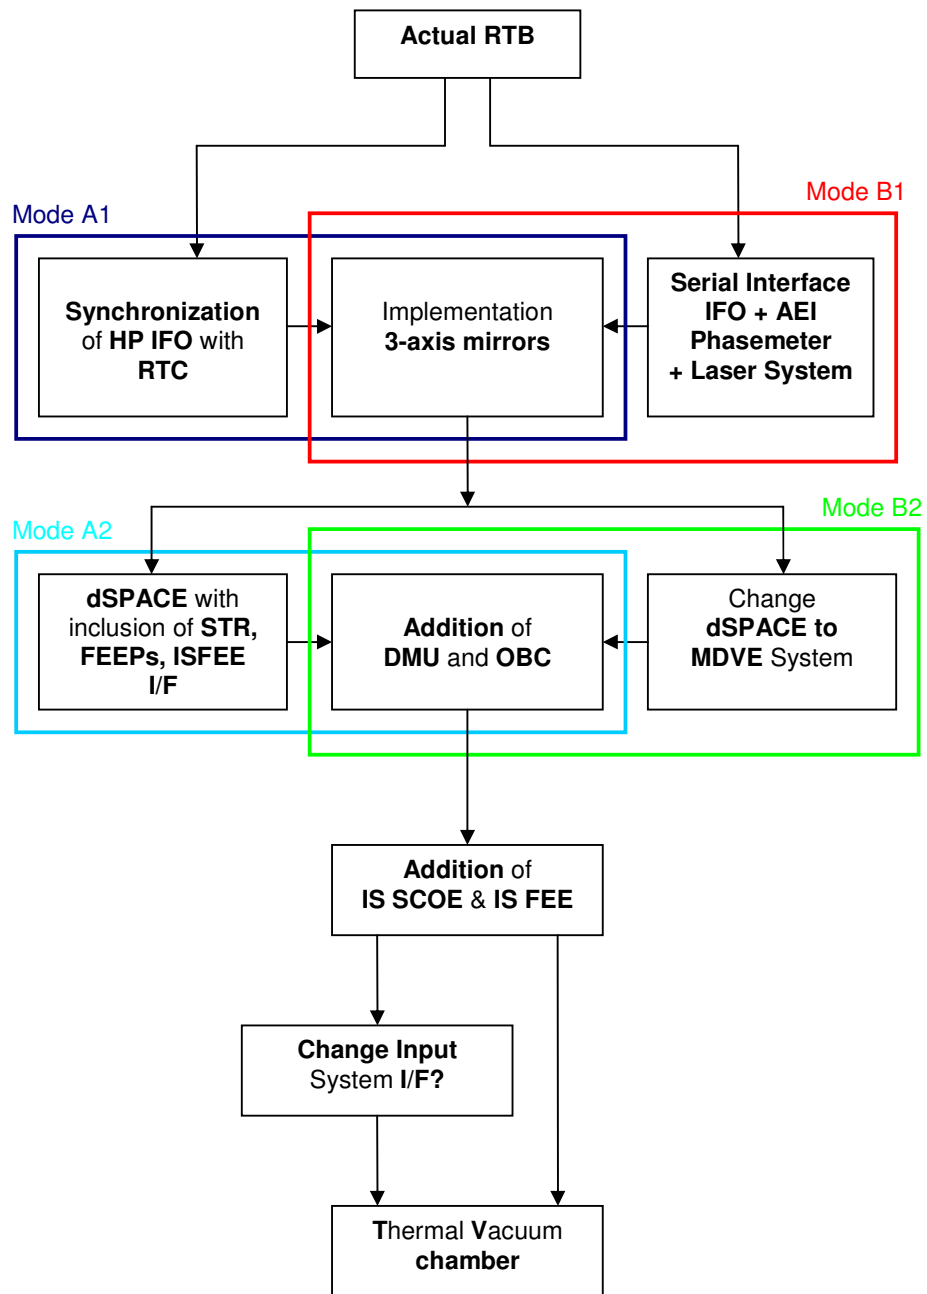 Actual RTB
Mode B1
Mode A1
Synchronization
of HP IFO with
RTC
Implementation
3-axis mirrors
Serial Interface
IFO + AEI
Phasemeter
+ Laser System
Mode B2
Mode A2
dSPACE with
inclusion of STR,
FEEPs, ISFEE
I/F
Addition of
DMU and OBC
Change
dSPACE to
MDVE System
Addition of
IS SCOE & IS FEE
Change Input
System I/F?
Thermal Vacuum
chamber